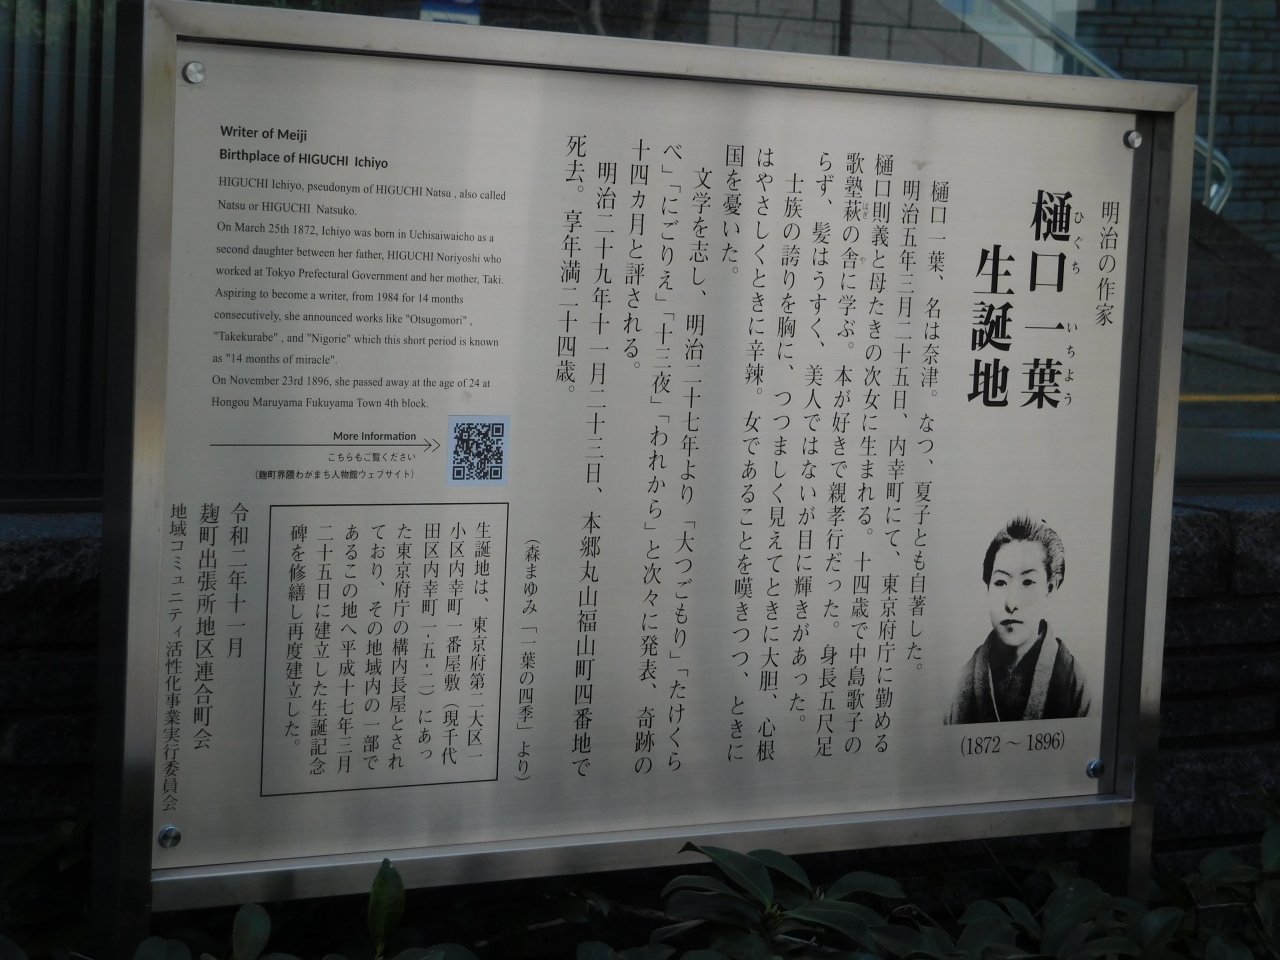 明治の作家
樋口一葉
ひぐち いちよう
生誕地
(1872 ～ 1896)
樋口一葉、名は奈津。なつ、夏子とも自著した。
明治五年三月二十五日、内幸町にて、東京府庁に勤める
樋口則義と母たきの次女に生まれる。十四歳で中島歌子の
歌塾萩の舎に学ぶ。本が好きで親孝行だった。身長五尺足
はぎ や
らず、髪はうすく、美人ではないが目に輝きがあった。
士族の誇りを胸に、つつましく見えてときに大胆、心根
はやさしくときに辛辣。女であることを嘆きつつ、ときに
国を憂いた。
文学を志し、明治二十七年より「大つごもり」「たけくら
べ」「にごりえ」「十三夜」「われから」と次々に発表、奇跡の
十四カ月と評される。
明治二十九年十一月二十三日、本郷丸山福山町四番地で
死去。享年満二十四歳。
（森まゆみ「一葉の四季」より）
Writer of Meiji
Birthplace of HIGUCHI Ichiyo
HIGUCHI Ichiyo, pseudonym of HIGUCHI Natsu , also called
Natsu or HIGUCHI Natsuko.
On March 25th 1872, Ichiyo was born in Uchisaiwaicho as a
second daughter between her father, HIGUCHI Noriyoshi who
worked at Tokyo Prefectural Government and her mother, Taki.
Aspiring to become a writer, from 1984 for 14 months
consecutively, she announced works like "Otsugomori" ,
"Takekurabe" , and "Nigorie" which this short period is known
as "14 months of miracle".
On November 23rd 1896, she passed away at the age of 24 at
Hongou Maruyama Fukuyama Town 4th block.
More Information
こちらもご覧ください
（麹町界隈わがまち人物館ウェブサイト）
生誕地は、東京府第二大区一
小区内幸町一番屋敷（現千代
田区内幸町一-五-二）にあっ
た東京府庁の構内長屋とされ
ており、その地域内の一部で
あるこの地へ平成十七年三月
二十五日に建立した生誕記念
碑を修繕し再度建立した。
令和二年十一月
麹町出張所地区連合町会
地域コミュニティ活性化事業実行委員会